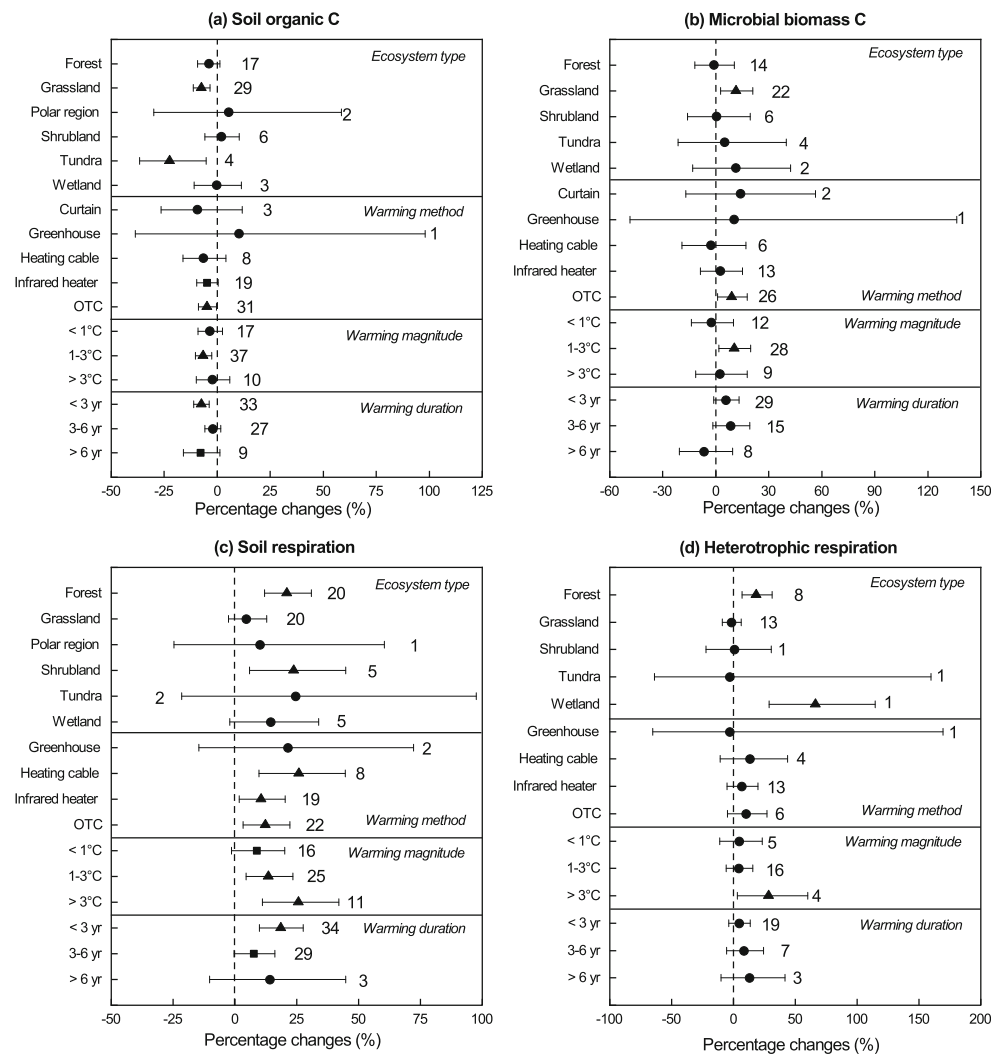 (a) Soil organic C
Ecosystem type
Forest 17
Grassland 29
Polar region 2
Shrubland 6
Tundra 4
Wetland 3
Curtain 3 Warming method
Greenhouse 1
Heating cable 8
Infrared heater 19
OTC 31
< 1°C 17 Warming magnitude
1-3°C 37
> 3°C 10
< 3 yr 33 Warming duration
3-6 yr 27
> 6 yr 9
-50 -25 0 25 50 75 100 125
Percentage changes (%)
(b) Microbial biomass C
Ecosystem type
Forest 14
Grassland 22
Shrubland 6
Tundra 4
Wetland 2
Curtain 2
Greenhouse 1
Heating cable 6
Infrared heater 13
OTC 26 Warming method
< 1°C 12 Warming magnitude
1-3°C 28
> 3°C 9
< 3 yr 29 Warming duration
3-6 yr 15
> 6 yr 8
-60 -30 0 30 60 90 120 150
Percentage changes (%)
(c) Soil respiration
Ecosystem type
Forest 20
Grassland 20
Polar region 1
Shrubland 5
Tundra 2
Wetland 5
Greenhouse 2
Heating cable 8
Infrared heater 19
OTC 22 Warming method
< 1°C 16 Warming magnitude
1-3°C 25
> 3°C 11
< 3 yr 34 Warming duration
3-6 yr 29
> 6 yr 3
-50 -25 0 25 50 75 100
Percentage changes (%)
(d) Heterotrophic respiration
Ecosystem type
Forest 8
Grassland 13
Shrubland 1
Tundra 1
Wetland 1
Greenhouse 1
Heating cable 4
Infrared heater 13
OTC 6 Warming method
< 1°C 5 Warming magnitude
1-3°C 16
> 3°C 4
< 3 yr 19 Warming duration
3-6 yr 7
> 6 yr 3
-100 -50 0 50 100 150 200
Percentage changes (%)